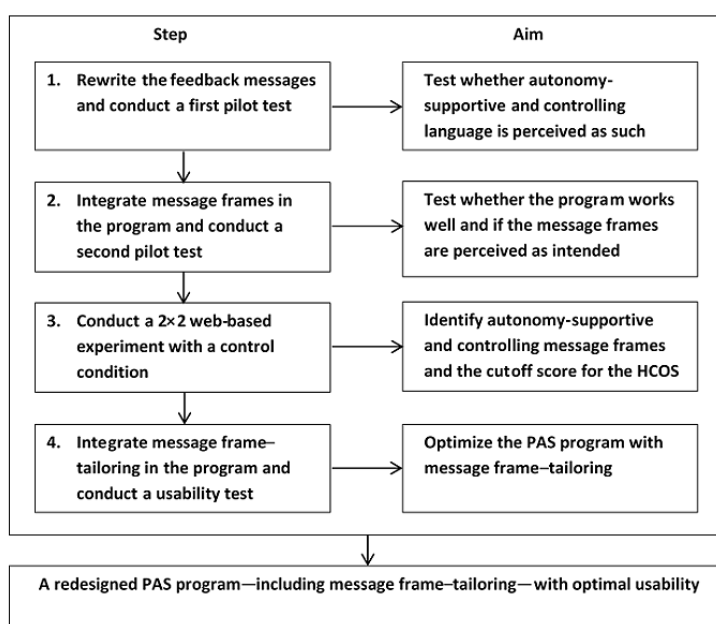 Step
Aim
1. Rewrite the feedback messages
and conduct a first pilot test
Test whether autonomy-
supportive and controlling
language is perceived as such
2. Integrate message frames in
the program and conduct a
second pilot test
Test whether the program works
well and if the message frames
are perceived as intended
3. Conduct a 2×2 web-based
experiment with a control
condition
Identify autonomy-supportive
and controlling message frames
and the cutoff score for the HCOS
4. Integrate message frame–
tailoring in the program and
conduct a usability test
Optimize the PAS program with
message frame–tailoring
A redesigned PAS program—including message frame–tailoring—with optimal usability